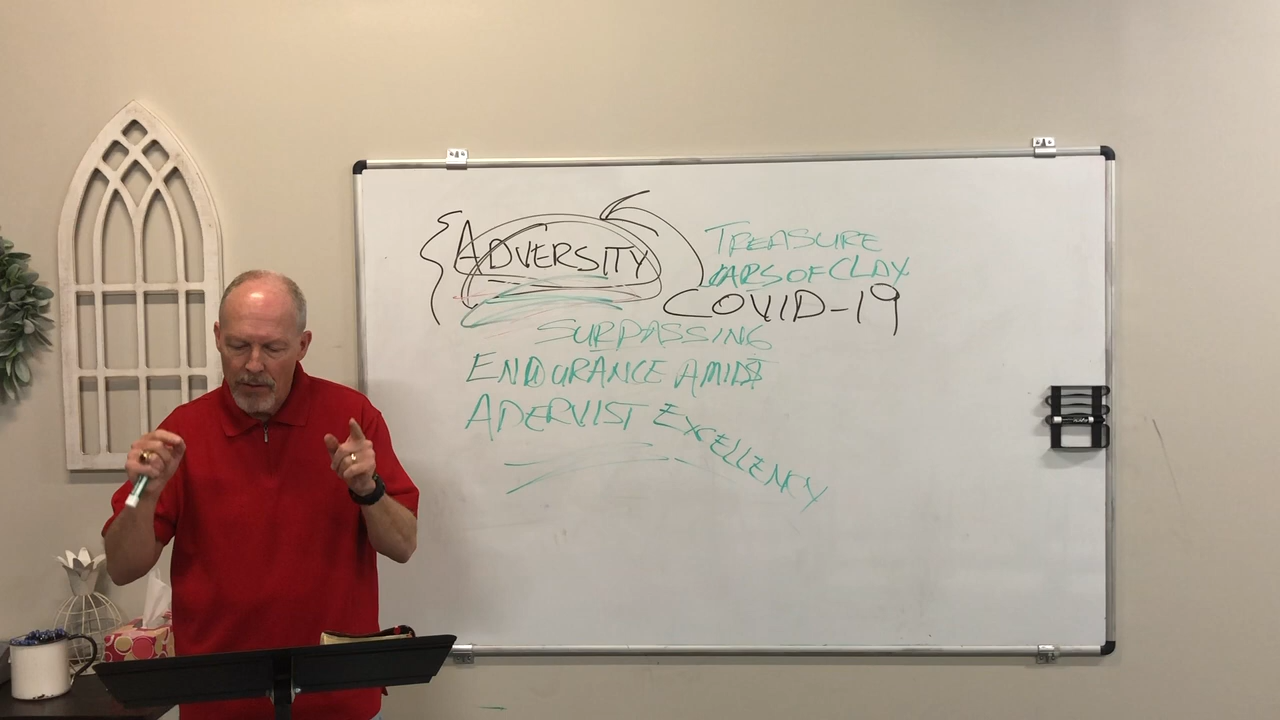 ADVERSITY
TREASURE
JARS OF CLAY
COVID-19
SURPASSING
ENDURANCE AMIDST
ADERVIST EXCELLENCY